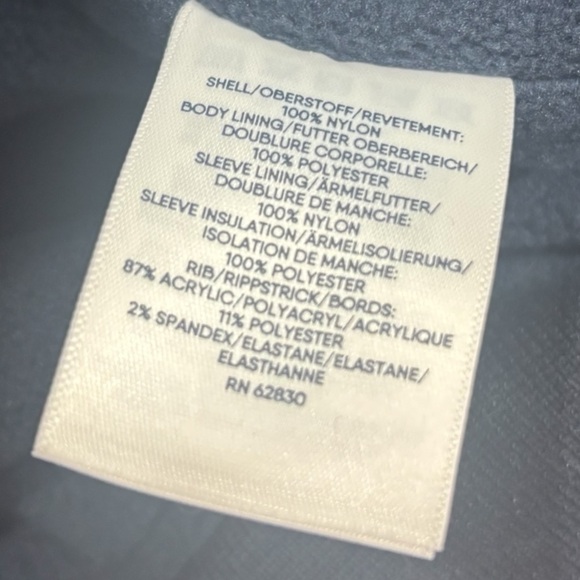 SHELL/OBERSTOFF/REVETEMENT:
100% NYLON
BODY LINING/FUTTER OBERBEREICH/
DOUBLURE CORPORELLE:
100% POLYESTER
SLEEVE LINING/ÄRMELFUTTER/
DOUBLURE DE MANCHE:
100% NYLON
SLEEVE INSULATION/ÄRMELISOLIERUNG/
ISOLATION DE MANCHE:
100% POLYESTER
RIB/RIPPSTRICK/BORDS:
87% ACRYLIC/POLYACRYL/ACRYLIQUE
11% POLYESTER
2% SPANDEX/ELASTANE/ELASTANE/
ELASTHANNE
RN 62830